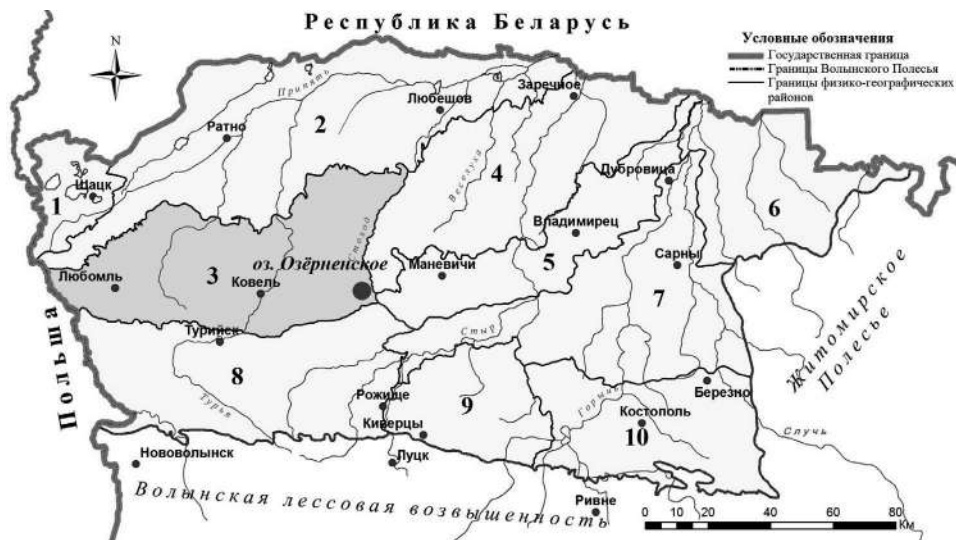 Республика Беларусь
Условные обозначения
Государственная граница
Границы Волынского Полесья
Границы физико-географических
районов
N
Припять
Любешов
Заречное
Ратно
2
Веселуха
4
Дубровица
Шацк
1
6
Стоход
Владимирец
оз. Озёрненское
Маневичи
5
Сарны
Любомль
3
Ковель
7
Польша
Турийск
Стыр
Житомирское
Полесье
8
Березно
Турья
Рожище
9
Горынь
Костополь
Киверцы
10
Случь
Нововолынск
Луцк
Волынская лессовая возвышенность
Ривне
0 10 20 40 60 80
Км